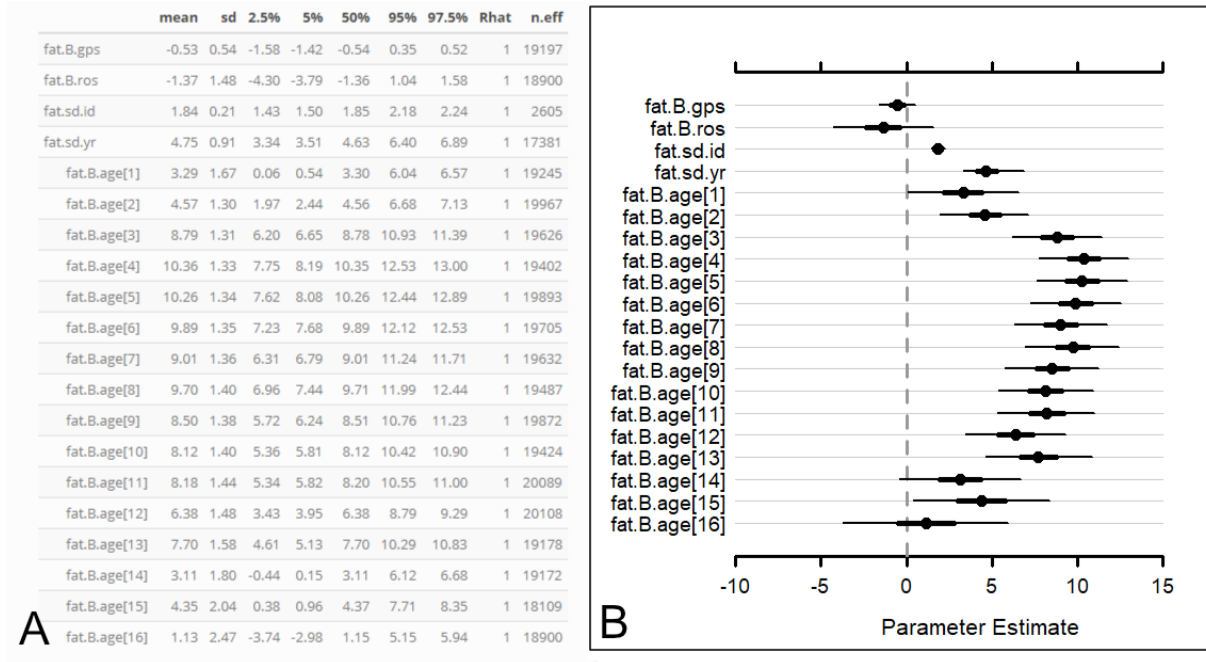 mean sd 2.5% 5% 50% 95% 97.5% Rhat n.eff
fat.B.gps -0.53 0.54 -1.58 -1.42 -0.54 0.35 0.52 1 19197
fat.B.ros -1.37 1.48 -4.30 -3.79 -1.36 1.04 1.58 1 18900
fat.sd.id 1.84 0.21 1.43 1.50 1.85 2.18 2.24 1 2605
fat.sd.yr 4.75 0.91 3.34 3.51 4.63 6.40 6.89 1 17381
fat.B.age[1] 3.29 1.67 0.06 0.54 3.30 6.04 6.57 1 19245
fat.B.age[2] 4.57 1.30 1.97 2.44 4.56 6.68 7.13 1 19967
fat.B.age[3] 8.79 1.31 6.20 6.65 8.78 10.93 11.39 1 19626
fat.B.age[4] 10.36 1.33 7.75 8.19 10.35 12.53 13.00 1 19402
fat.B.age[5] 10.26 1.34 7.62 8.08 10.26 12.44 12.89 1 19893
fat.B.age[6] 9.89 1.35 7.23 7.68 9.89 12.12 12.53 1 19705
fat.B.age[7] 9.01 1.36 6.31 6.79 9.01 11.24 11.71 1 19632
fat.B.age[8] 9.70 1.40 6.96 7.44 9.71 11.99 12.44 1 19487
fat.B.age[9] 8.50 1.38 5.72 6.24 8.51 10.76 11.23 1 19872
fat.B.age[10] 8.12 1.40 5.36 5.81 8.12 10.42 10.90 1 19424
fat.B.age[11] 8.18 1.44 5.34 5.82 8.20 10.55 11.00 1 20089
fat.B.age[12] 6.38 1.48 3.43 3.95 6.38 8.79 9.29 1 20108
fat.B.age[13] 7.70 1.58 4.61 5.13 7.70 10.29 10.83 1 19178
fat.B.age[14] 3.11 1.80 -0.44 0.15 3.11 6.12 6.68 1 19172
fat.B.age[15] 4.35 2.04 0.38 0.96 4.37 7.71 8.35 1 18109
fat.B.age[16] 1.13 2.47 -3.74 -2.98 1.15 5.15 5.94 1 18900
A
fat.B.gps
fat.B.ros
fat.sd.id
fat.sd.yr
fat.B.age[1]
fat.B.age[2]
fat.B.age[3]
fat.B.age[4]
fat.B.age[5]
fat.B.age[6]
fat.B.age[7]
fat.B.age[8]
fat.B.age[9]
fat.B.age[10]
fat.B.age[11]
fat.B.age[12]
fat.B.age[13]
fat.B.age[14]
fat.B.age[15]
fat.B.age[16]
-10 -5 0 5 10 15
Parameter Estimate
B